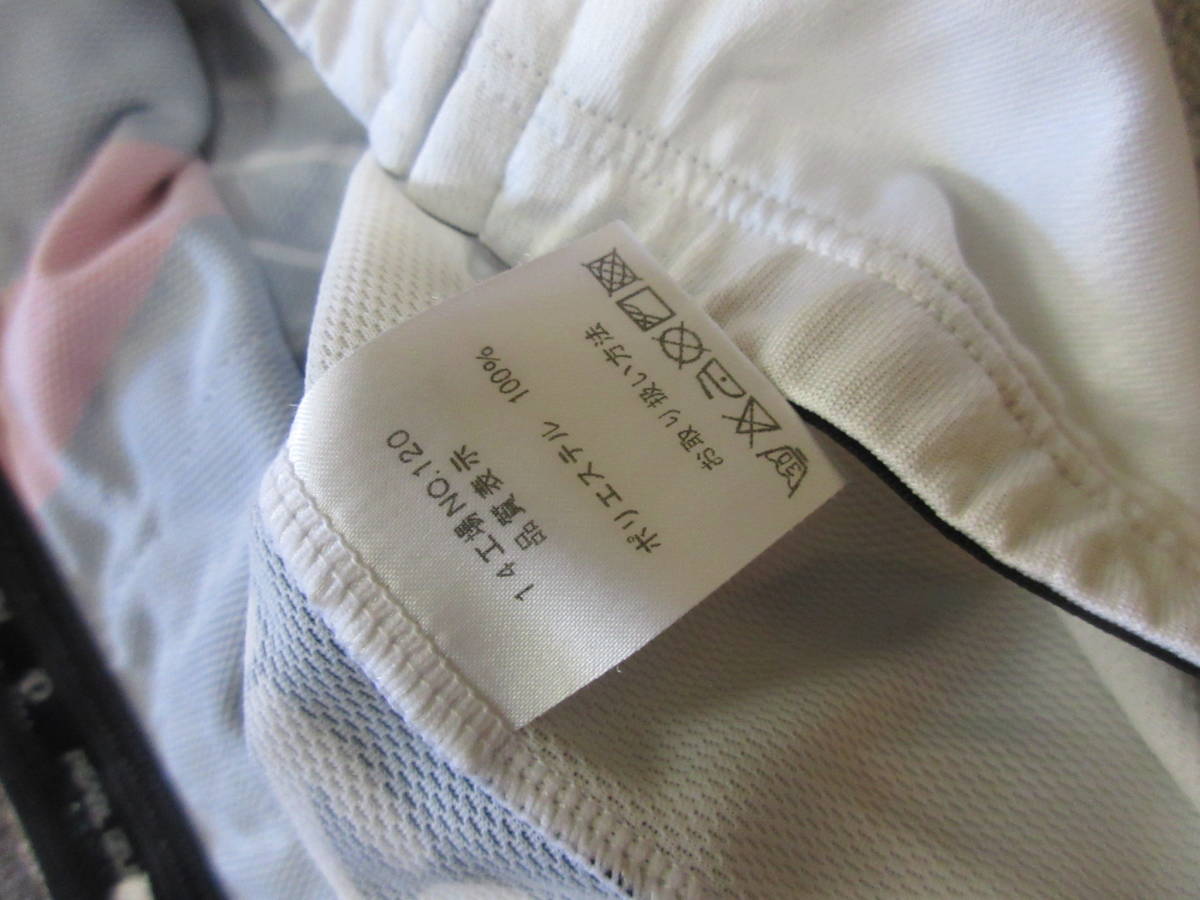 14工場NO.120
品質表示
ポリエステル 100%
お取り扱い方法
30